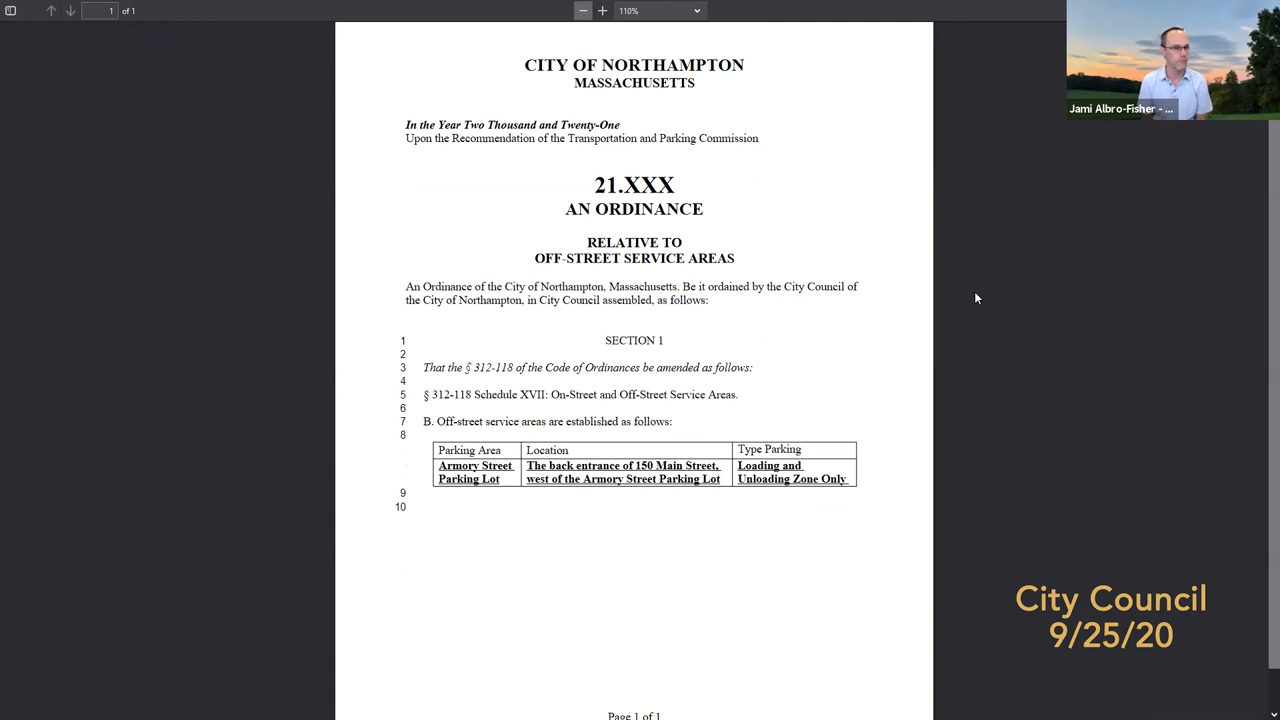 1 of 1
110%
Jami Albro-Fisher - ...
CITY OF NORTHAMPTON
MASSACHUSETTS
In the Year Two Thousand and Twenty-One
Upon the Recommendation of the Transportation and Parking Commission
21.XXX
AN ORDINANCE
RELATIVE TO
OFF-STREET SERVICE AREAS
An Ordinance of the City of Northampton, Massachusetts. Be it ordained by the City Council of
the City of Northampton, in City Council assembled, as follows:
1 SECTION 1
2
3 That the § 312-118 of the Code of Ordinances be amended as follows:
4
5 § 312-118 Schedule XVII: On-Street and Off-Street Service Areas.
6
7 B. Off-street service areas are established as follows:
8
Parking Area Location Type Parking
Armory Street The back entrance of 150 Main Street, Loading and
Parking Lot west of the Armory Street Parking Lot Unloading Zone Only
9
10
City Council
9/25/20
Page 1 of 1